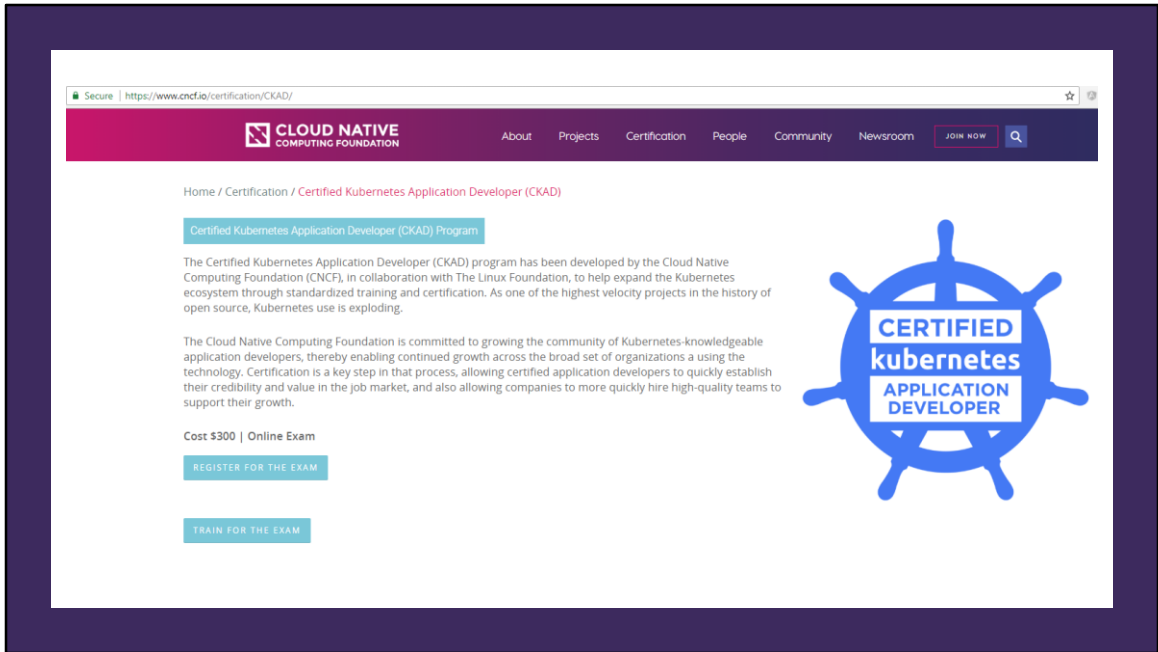 Secure | https://www.cncf.io/certification/CKAD/
CLOUD NATIVE
COMPUTING FOUNDATION
About Projects Certification People Community Newsroom JOIN NOW
Home / Certification / Certified Kubernetes Application Developer (CKAD)
Certified Kubernetes Application Developer (CKAD) Program
The Certified Kubernetes Application Developer (CKAD) program has been developed by the Cloud Native
Computing Foundation (CNCF), in collaboration with The Linux Foundation, to help expand the Kubernetes
ecosystem through standardized training and certification. As one of the highest velocity projects in the history of
open source, Kubernetes use is exploding.
The Cloud Native Computing Foundation is committed to growing the community of Kubernetes-knowledgeable
application developers, thereby enabling continued growth across the broad set of organizations a using the
technology. Certification is a key step in that process, allowing certified application developers to quickly establish
their credibility and value in the job market, and also allowing companies to more quickly hire high-quality teams to
support their growth.
Cost $300 | Online Exam
REGISTER FOR THE EXAM
TRAIN FOR THE EXAM
CERTIFIED
kubernetes
APPLICATION
DEVELOPER